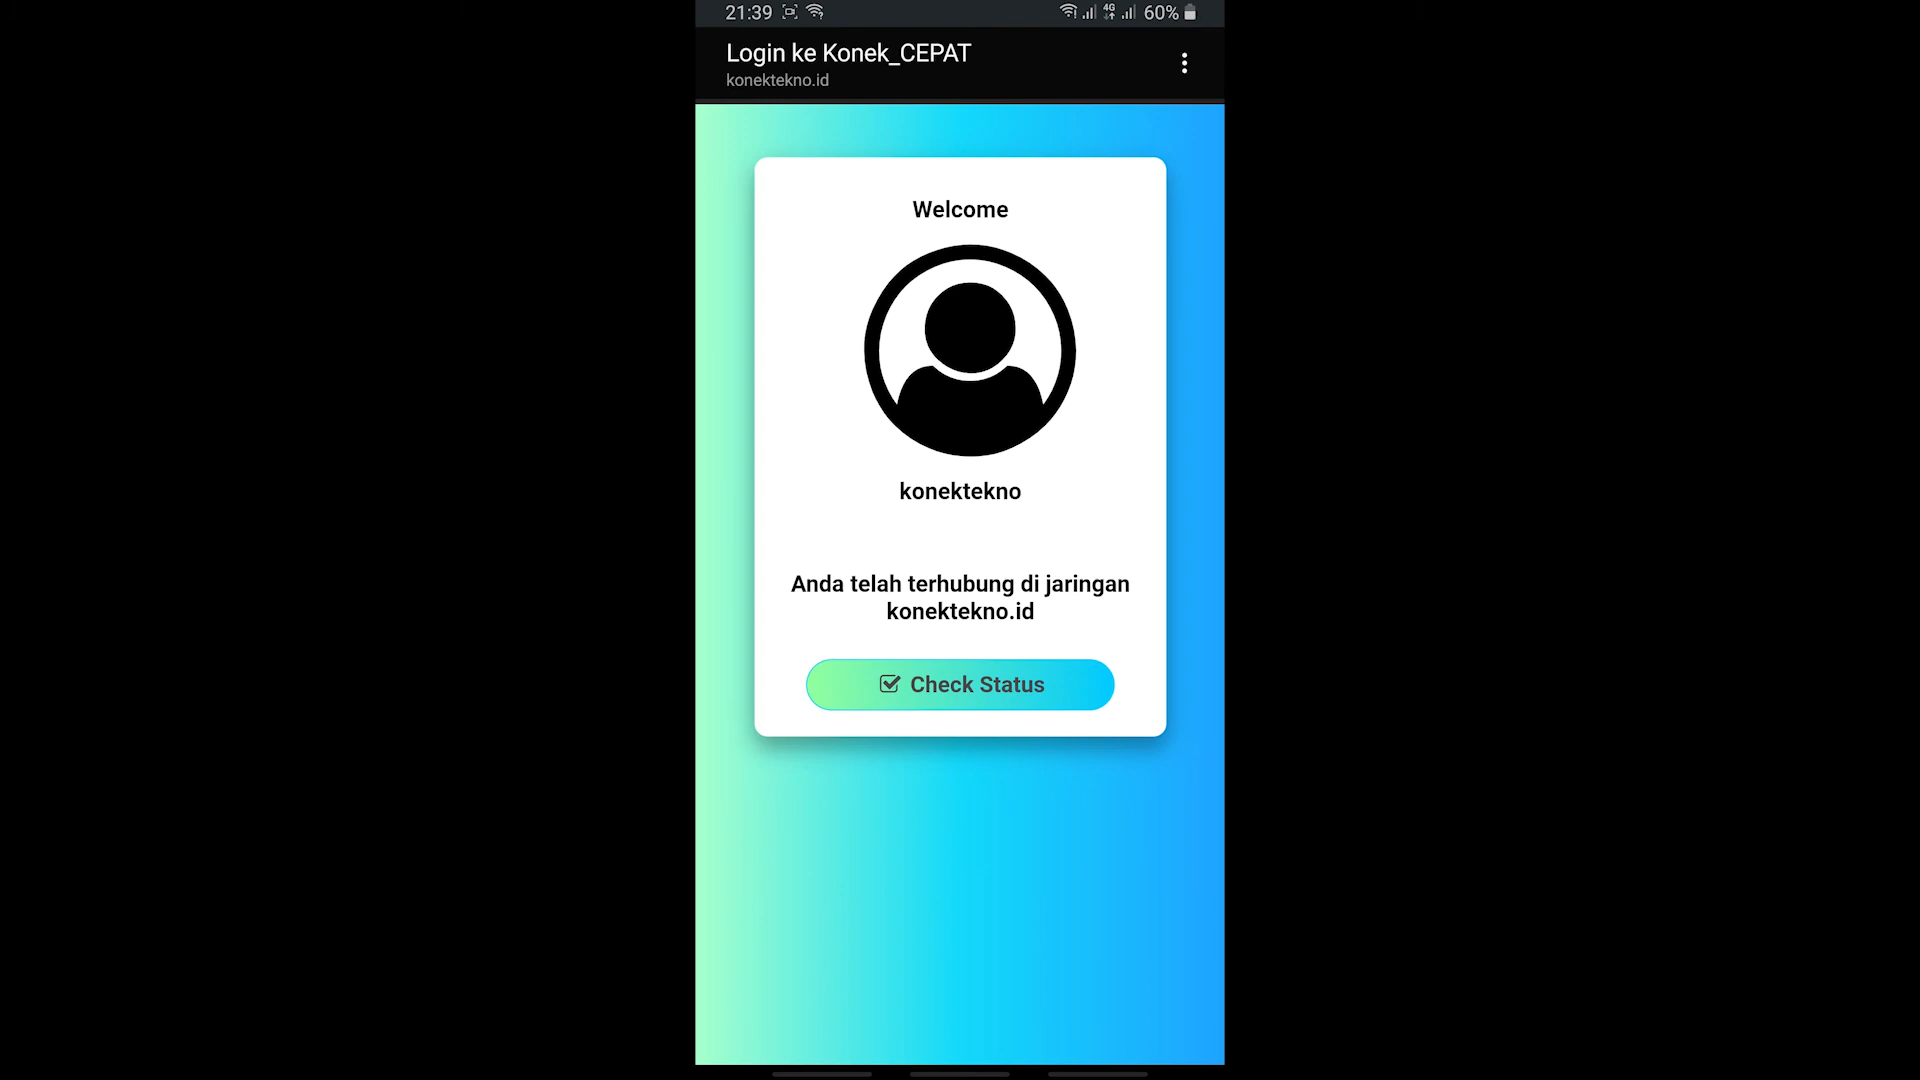 21:39
4G
60%
Login ke Konek_CEPAT
konektekno.id
Welcome
konektekno
Anda telah terhubung di jaringan
konektekno.id
Check Status